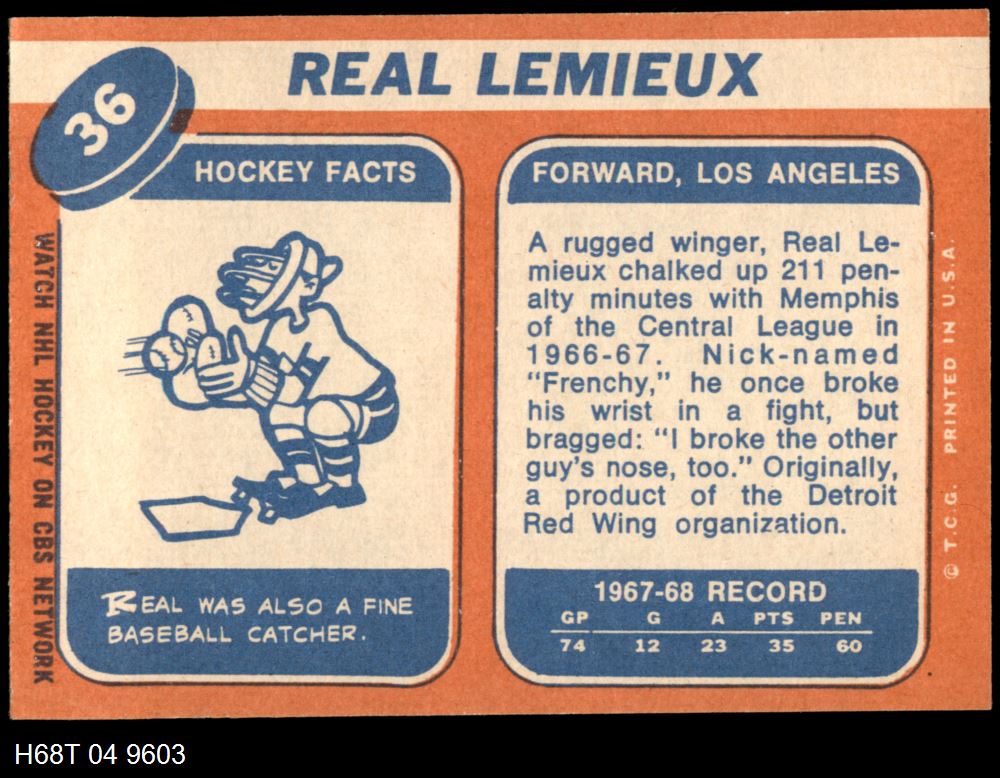 REAL LEMIEUX
36
HOCKEY FACTS
REAL WAS ALSO A FINE
BASEBALL CATCHER.
FORWARD, LOS ANGELES
A rugged winger, Real Le-
mieux chalked up 211 pen-
alty minutes with Memphis
of the Central League in
1966-67. Nick-named
“Frenchy,” he once broke
his wrist in a fight, but
bragged: “I broke the other
guy’s nose, too.” Originally,
a product of the Detroit
Red Wing organization.
1967-68 RECORD
GP G A PTS PEN
74 12 23 35 60
WATCH NHL HOCKEY ON CBS NETWORK
© T.C.G. PRINTED IN U.S.A.
H68T 04 9603